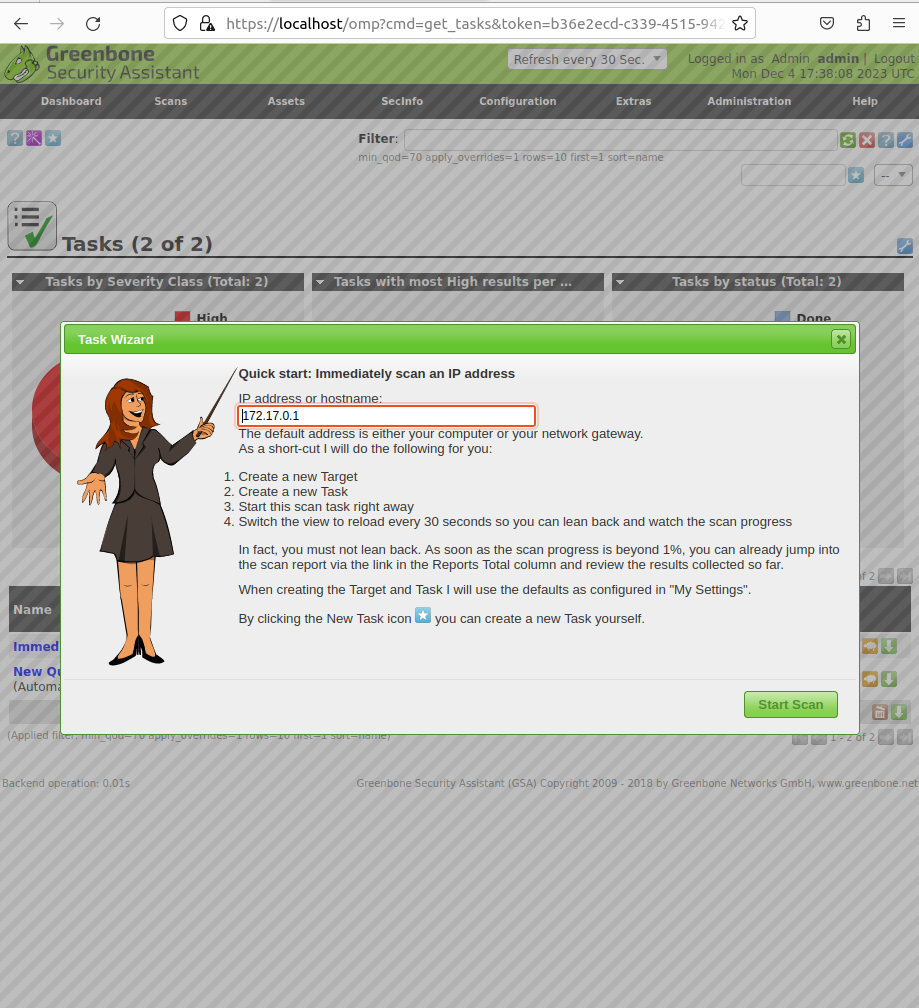 https://localhost/omp?cmd=get_tasks&token=b36e2ecd-c339-4515-942
Greenbone
Security Assistant
Refresh every 30 Sec.
Logged in as Admin admin | Logout
Mon Dec 4 17:38:08 2023 UTC
Dashboard Scans Assets SecInfo Configuration Extras Administration Help
Filter:
min_qod=70 apply_overrides=1 rows=10 first=1 sort=name
--
Tasks (2 of 2)
Tasks by Severity Class (Total: 2)
Tasks with most High results per ...
Tasks by status (Total: 2)
High
Done
Task Wizard
Quick start: Immediately scan an IP address
IP address or hostname:
172.17.0.1
The default address is either your computer or your network gateway.
As a short-cut I will do the following for you:
1. Create a new Target
2. Create a new Task
3. Start this scan task right away
4. Switch the view to reload every 30 seconds so you can lean back and watch the scan progress
In fact, you must not lean back. As soon as the scan progress is beyond 1%, you can already jump into
the scan report via the link in the Reports Total column and review the results collected so far.
When creating the Target and Task I will use the defaults as configured in "My Settings".
By clicking the New Task icon you can create a new Task yourself.
Start Scan
of 2
Name
Immed
New Qu
(Automa
(Applied filter: min_qod=70 apply_overrides=1 rows=10 first=1 sort=name)
1 - 2 of 2
Backend operation: 0.01s
Greenbone Security Assistant (GSA) Copyright 2009 - 2018 by Greenbone Networks GmbH, www.greenbone.net